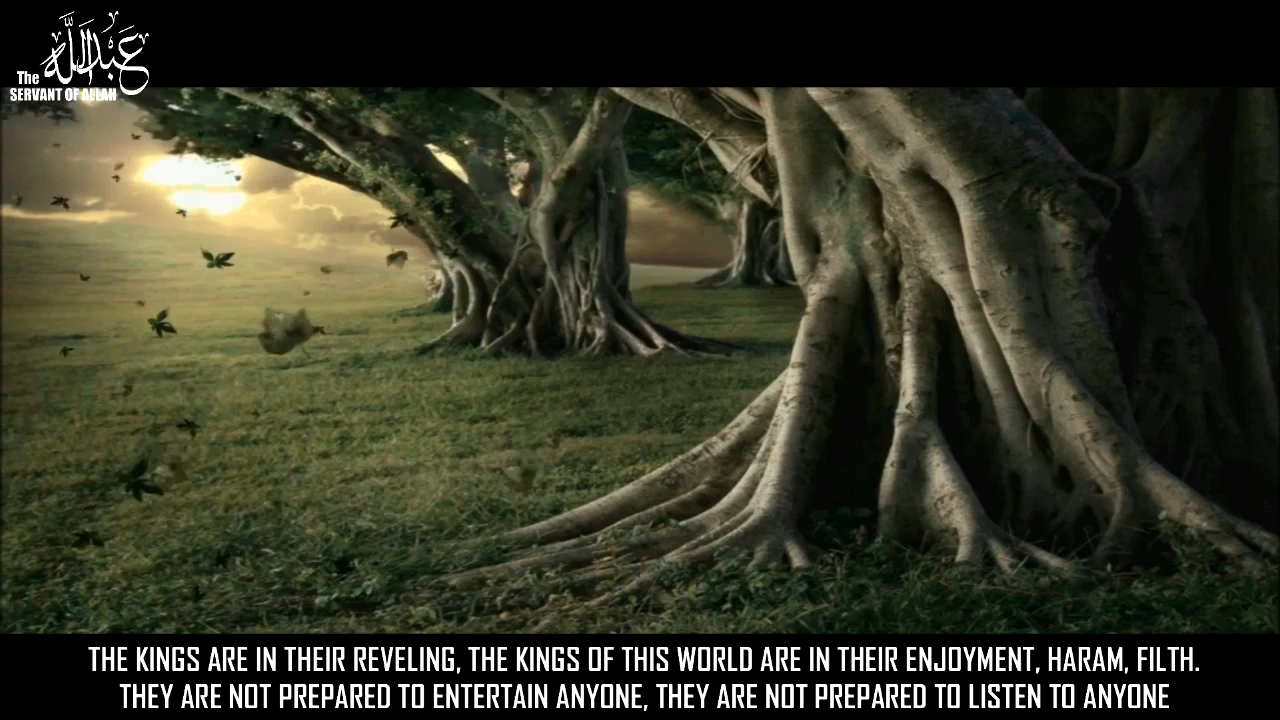 عبدالله
The
SERVANT OF ALLAH
THE KINGS ARE IN THEIR REVELING, THE KINGS OF THIS WORLD ARE IN THEIR ENJOYMENT, HARAM, FILTH.
THEY ARE NOT PREPARED TO ENTERTAIN ANYONE, THEY ARE NOT PREPARED TO LISTEN TO ANYONE